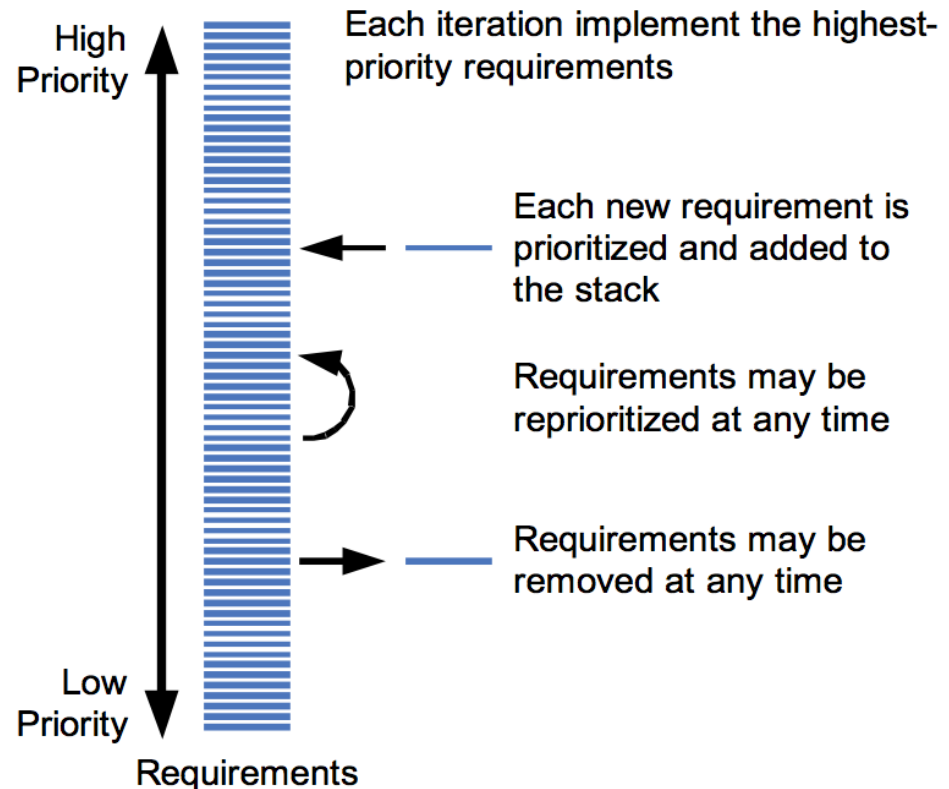 High
Priority
Each iteration implement the highest-
priority requirements
Each new requirement is
prioritized and added to
the stack
Requirements may be
reprioritized at any time
Requirements may be
removed at any time
Low
Priority
Requirements